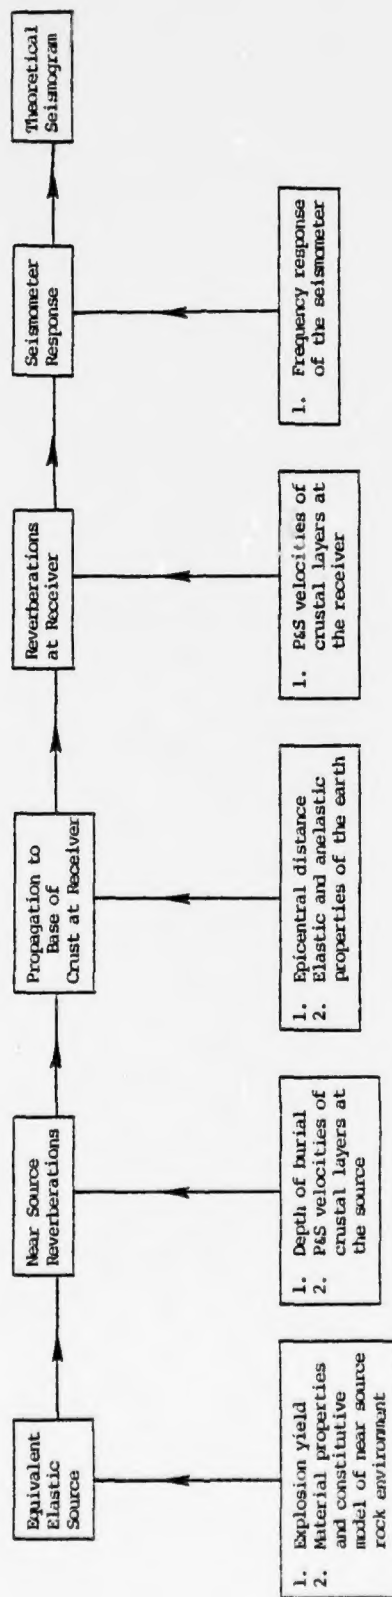 Equivalent
Elastic
Source
Near Source
Reverberations
Propagation to
Base of
Crust at Receiver
Reverberations
at Receiver
Seismometer
Response
Theoretical
Seismogram
1. Explosion yield
2. Material properties
and constitutive
model of near source
rock environment
1. Depth of burial
2. P&S velocities of
crustal layers at
the source
1. Epicentral distance
2. Elastic and anelastic
properties of the earth
1. P&S velocities of
crustal layers at
the receiver
1. Frequency response
of the seismometer